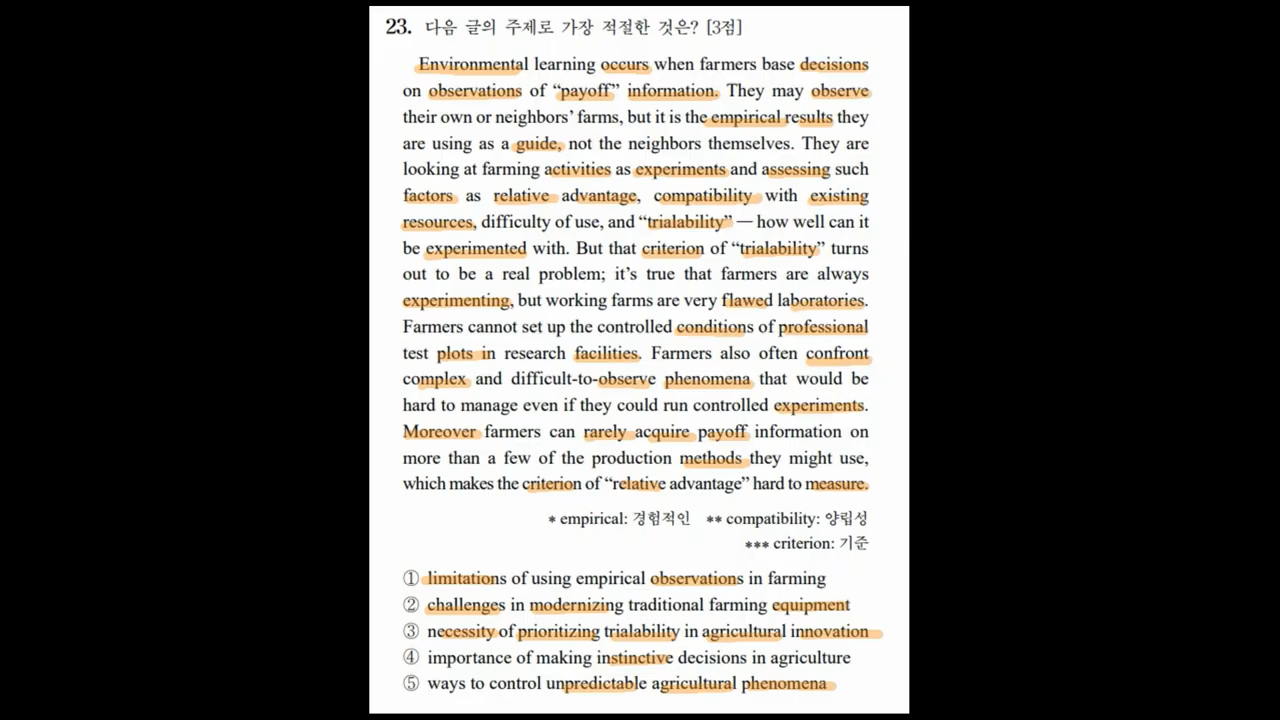 23. 다음 글의 주제로 가장 적절한 것은? [3점]
Environmental learning occurs when farmers base decisions
on observations of “payoff” information. They may observe
their own or neighbors’ farms, but it is the empirical results they
are using as a guide, not the neighbors themselves. They are
looking at farming activities as experiments and assessing such
factors as relative advantage, compatibility with existing
resources, difficulty of use, and “trialability” — how well can it
be experimented with. But that criterion of “trialability” turns
out to be a real problem; it’s true that farmers are always
experimenting, but working farms are very flawed laboratories.
Farmers cannot set up the controlled conditions of professional
test plots in research facilities. Farmers also often confront
complex and difficult-to-observe phenomena that would be
hard to manage even if they could run controlled experiments.
Moreover farmers can rarely acquire payoff information on
more than a few of the production methods they might use,
which makes the criterion of “relative advantage” hard to measure.
* empirical: 경험적인 ** compatibility: 양립성
*** criterion: 기준
① limitations of using empirical observations in farming
② challenges in modernizing traditional farming equipment
③ necessity of prioritizing trialability in agricultural innovation
④ importance of making instinctive decisions in agriculture
⑤ ways to control unpredictable agricultural phenomena